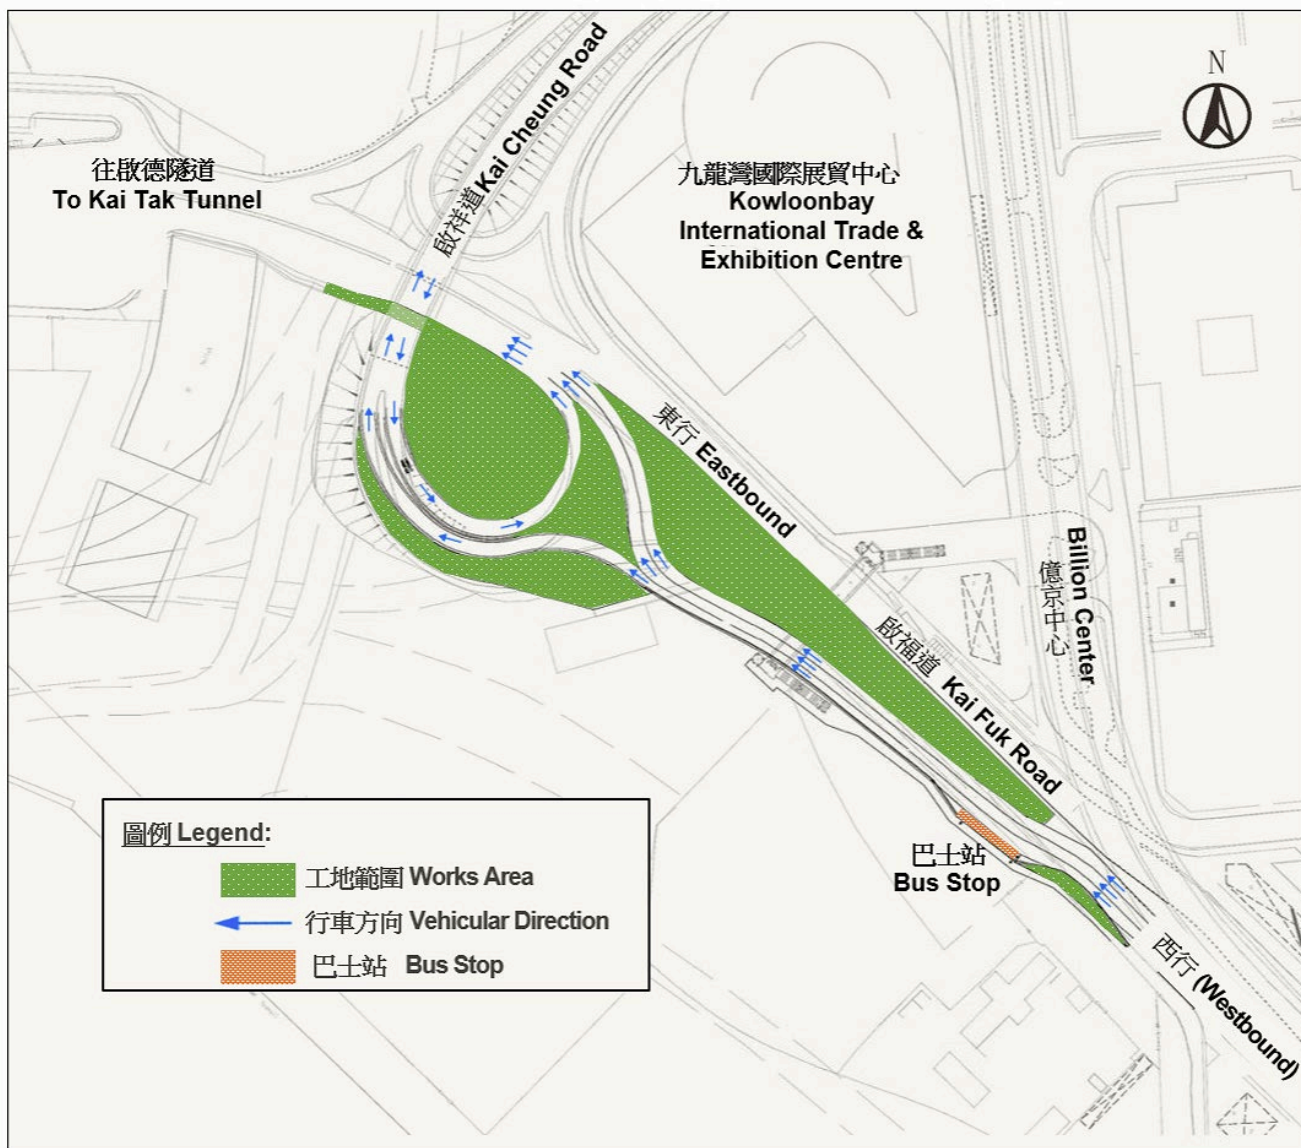 N
往啟德隧道
To Kai Tak Tunnel
啟祥道 Kai Cheung Road
九龍灣國際展貿中心
Kowloonbay
International Trade &
Exhibition Centre
東行 Eastbound
Billion Center
億京中心
啟福道 Kai Fuk Road
巴士站
Bus Stop
西行 (Westbound)
圖例 Legend:
工地範圍 Works Area
行車方向 Vehicular Direction
巴士站 Bus Stop